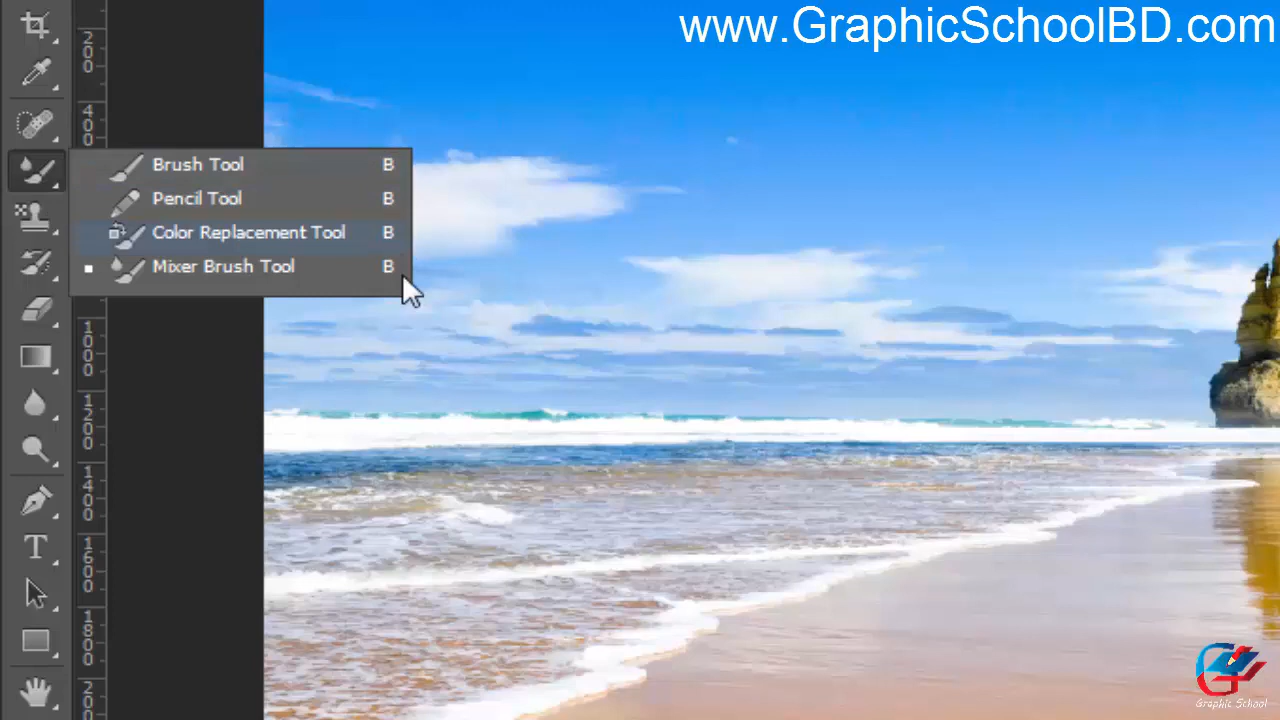 www.GraphicSchoolBD.com
200
400
Brush Tool B
Pencil Tool B
Color Replacement Tool B
Mixer Brush Tool B
1000
1200
1400
1600
1800
200
T
Graphic School